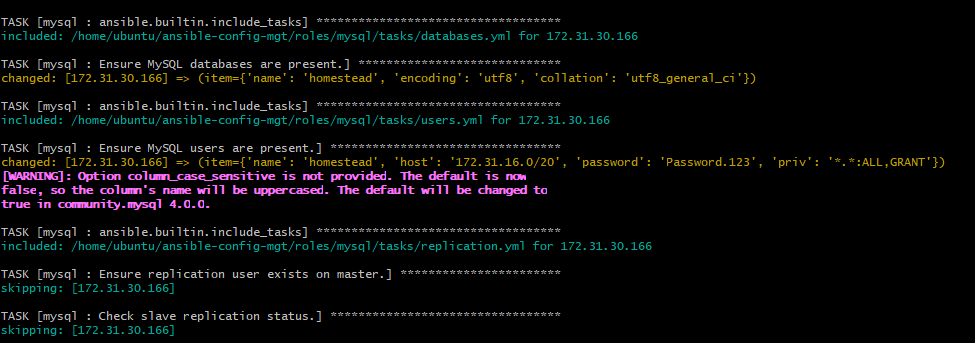 TASK [mysql : ansible.builtin.include_tasks] ***********************************
included: /home/ubuntu/ansible-config-mgt/roles/mysql/tasks/databases.yml for 172.31.30.166
TASK [mysql : Ensure MySQL databases are present.] *****************************
changed: [172.31.30.166] => (item={'name': 'homestead', 'encoding': 'utf8', 'collation': 'utf8_general_ci'})
TASK [mysql : ansible.builtin.include_tasks] ***********************************
included: /home/ubuntu/ansible-config-mgt/roles/mysql/tasks/users.yml for 172.31.30.166
TASK [mysql : Ensure MySQL users are present.] *********************************
changed: [172.31.30.166] => (item={'name': 'homestead', 'host': '172.31.16.0/20', 'password': 'Password.123', 'priv': '*.*:ALL,GRANT'})
[WARNING]: Option column_case_sensitive is not provided. The default is now
false, so the column's name will be uppercased. The default will be changed to
true in community.mysql 4.0.0.
TASK [mysql : ansible.builtin.include_tasks] ***********************************
included: /home/ubuntu/ansible-config-mgt/roles/mysql/tasks/replication.yml for 172.31.30.166
TASK [mysql : Ensure replication user exists on master.] ***********************
skipping: [172.31.30.166]
TASK [mysql : Check slave replication status.] *********************************
skipping: [172.31.30.166]